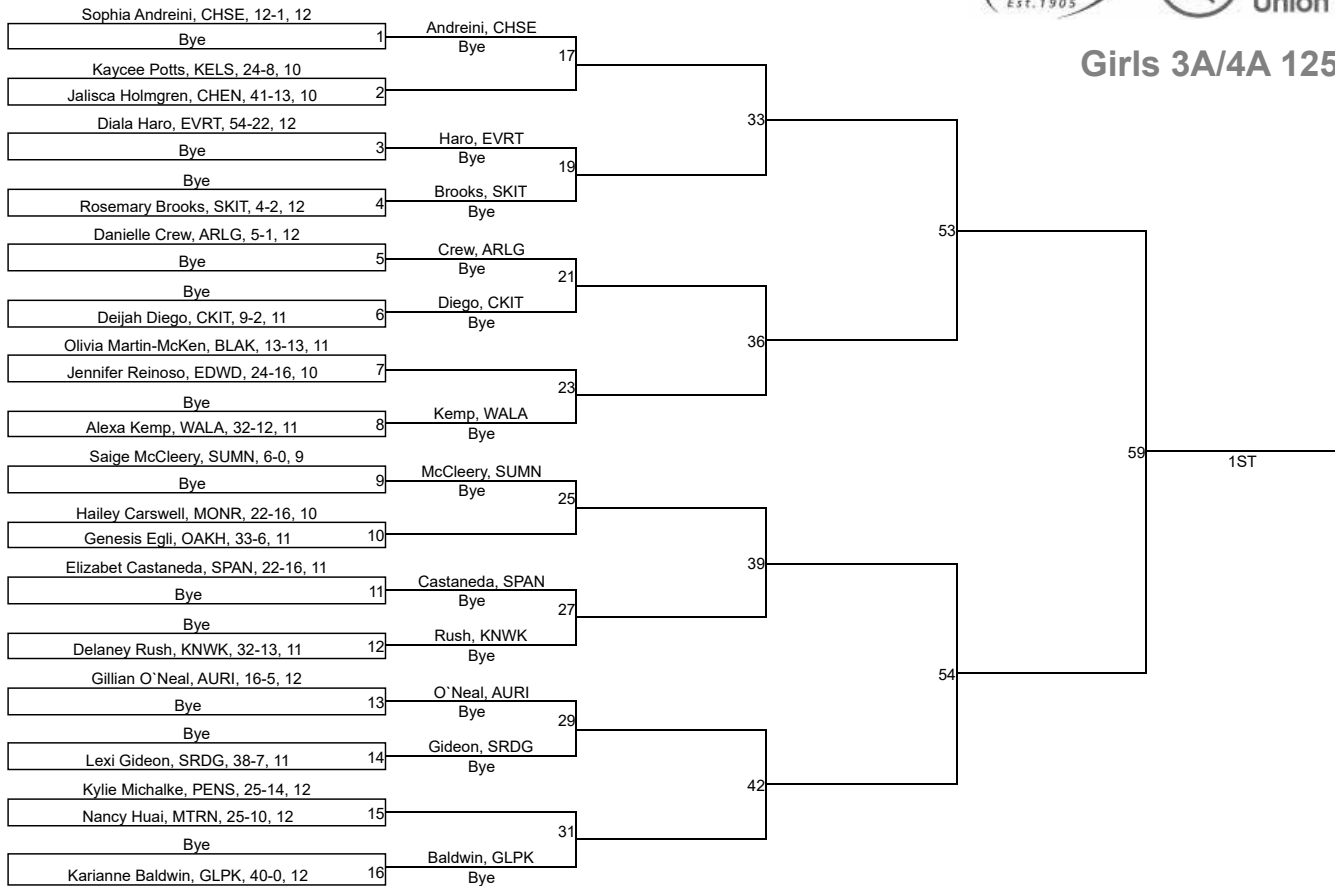 Est. 1905
Union
Girls 3A/4A 125
Sophia Andreini, CHSE, 12-1, 12
Bye
1
Andreini, CHSE
Bye
17
Kaycee Potts, KELS, 24-8, 10
Jalisca Holmgren, CHEN, 41-13, 10
2
33
Diala Haro, EVRT, 54-22, 12
Bye
3
Haro, EVRT
Bye
19
Bye
Rosemary Brooks, SKIT, 4-2, 12
4
Brooks, SKIT
Bye
53
Danielle Crew, ARLG, 5-1, 12
Bye
5
Crew, ARLG
Bye
21
Bye
Deijah Diego, CKIT, 9-2, 11
6
Diego, CKIT
Bye
36
Olivia Martin-McKen, BLAK, 13-13, 11
Jennifer Reinoso, EDWD, 24-16, 10
7
23
Bye
Alexa Kemp, WALA, 32-12, 11
8
Kemp, WALA
Bye
59
1ST
Saige McCleery, SUMN, 6-0, 9
Bye
9
McCleery, SUMN
Bye
25
Hailey Carswell, MONR, 22-16, 10
Genesis Egli, OAKH, 33-6, 11
10
39
Elizabet Castaneda, SPAN, 22-16, 11
Bye
11
Castaneda, SPAN
Bye
27
Bye
Delaney Rush, KNWK, 32-13, 11
12
Rush, KNWK
Bye
54
Gillian O`Neal, AURI, 16-5, 12
Bye
13
O`Neal, AURI
Bye
29
Bye
Lexi Gideon, SRDG, 38-7, 11
14
Gideon, SRDG
Bye
42
Kylie Michalke, PENS, 25-14, 12
Nancy Huai, MTRN, 25-10, 12
15
31
Bye
Karianne Baldwin, GLPK, 40-0, 12
16
Baldwin, GLPK
Bye